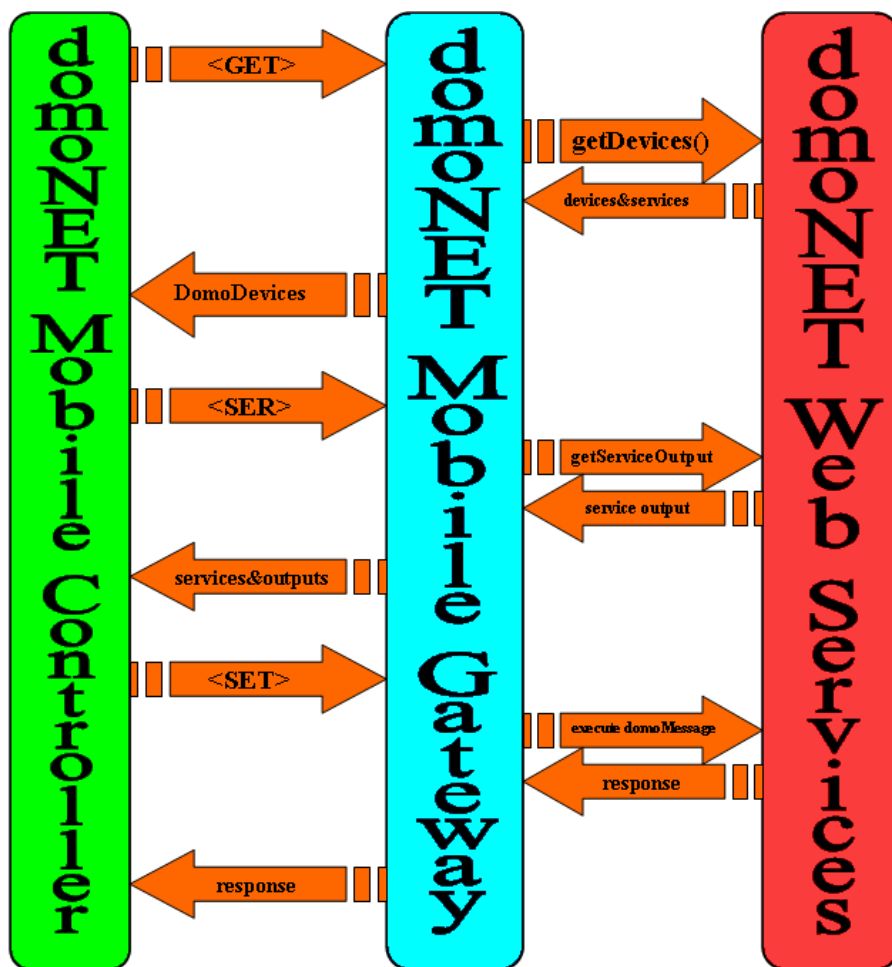 domoNET Mobile Controller
domoNET Mobile Gateway
domoNET Web Services
<GET>
getDevices()
devices&services
DomoDevices
<SER>
getServiceOutput
service output
services&outputs
<SET>
execute domoMessage
response
response